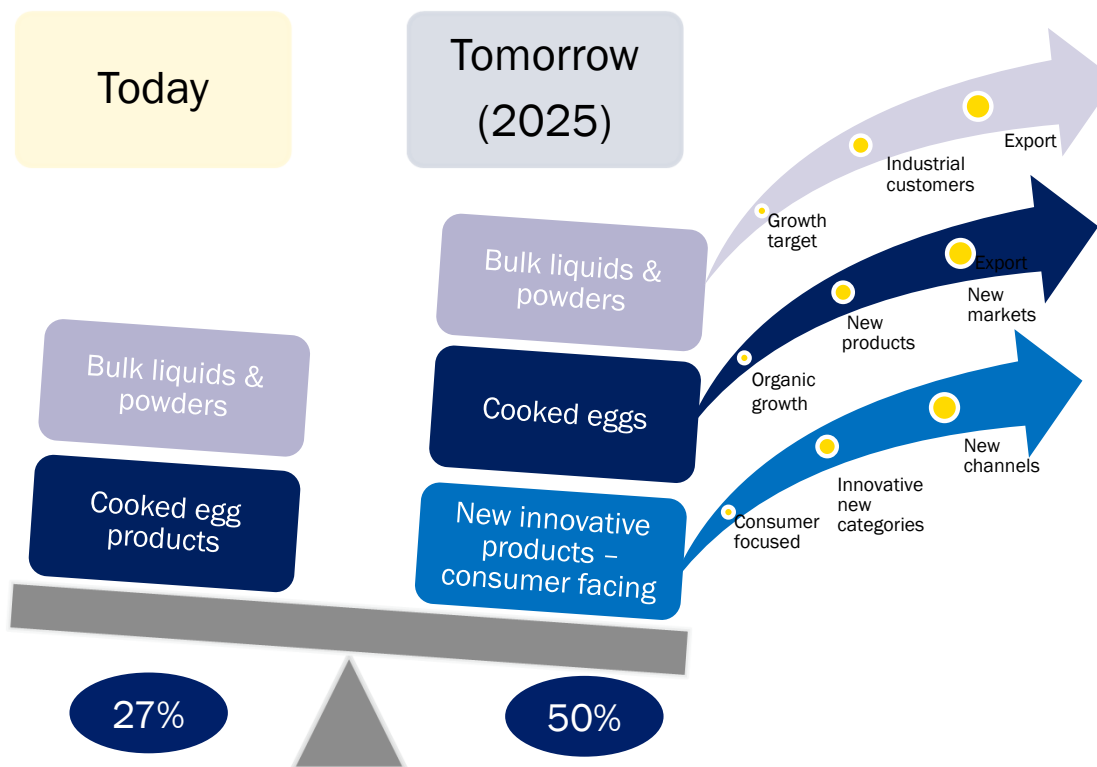 Today
Tomorrow
(2025)
Bulk liquids &
powders
Cooked egg
products
27%
Bulk liquids &
powders
Cooked eggs
New innovative
products –
consumer facing
50%
Growth
target
Industrial
customers
Export
Organic
growth
New
products
Export
New
markets
Consumer
focused
Innovative
new
categories
New
channels